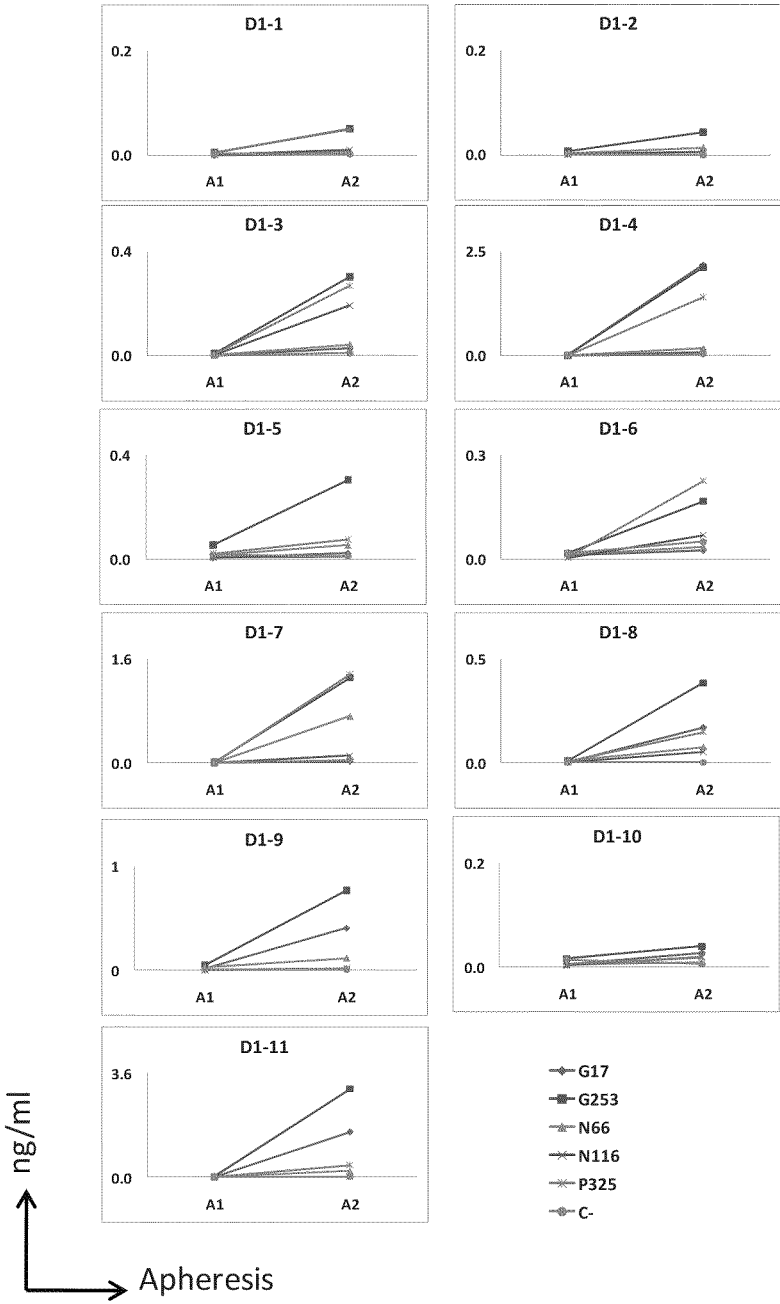 D1-1
0.2
0.0
A1 A2
D1-2
0.2
0.0
A1 A2
D1-3
0.4
0.0
A1 A2
D1-4
2.5
0.0
A1 A2
D1-5
0.4
0.0
A1 A2
D1-6
0.3
0.0
A1 A2
D1-7
1.6
0.0
A1 A2
D1-8
0.5
0.0
A1 A2
D1-9
1
0
A1 A2
D1-10
0.2
0.0
A1 A2
D1-11
3.6
0.0
A1 A2
G17
G253
N66
N116
P325
C-
ng/ml
Apheresis